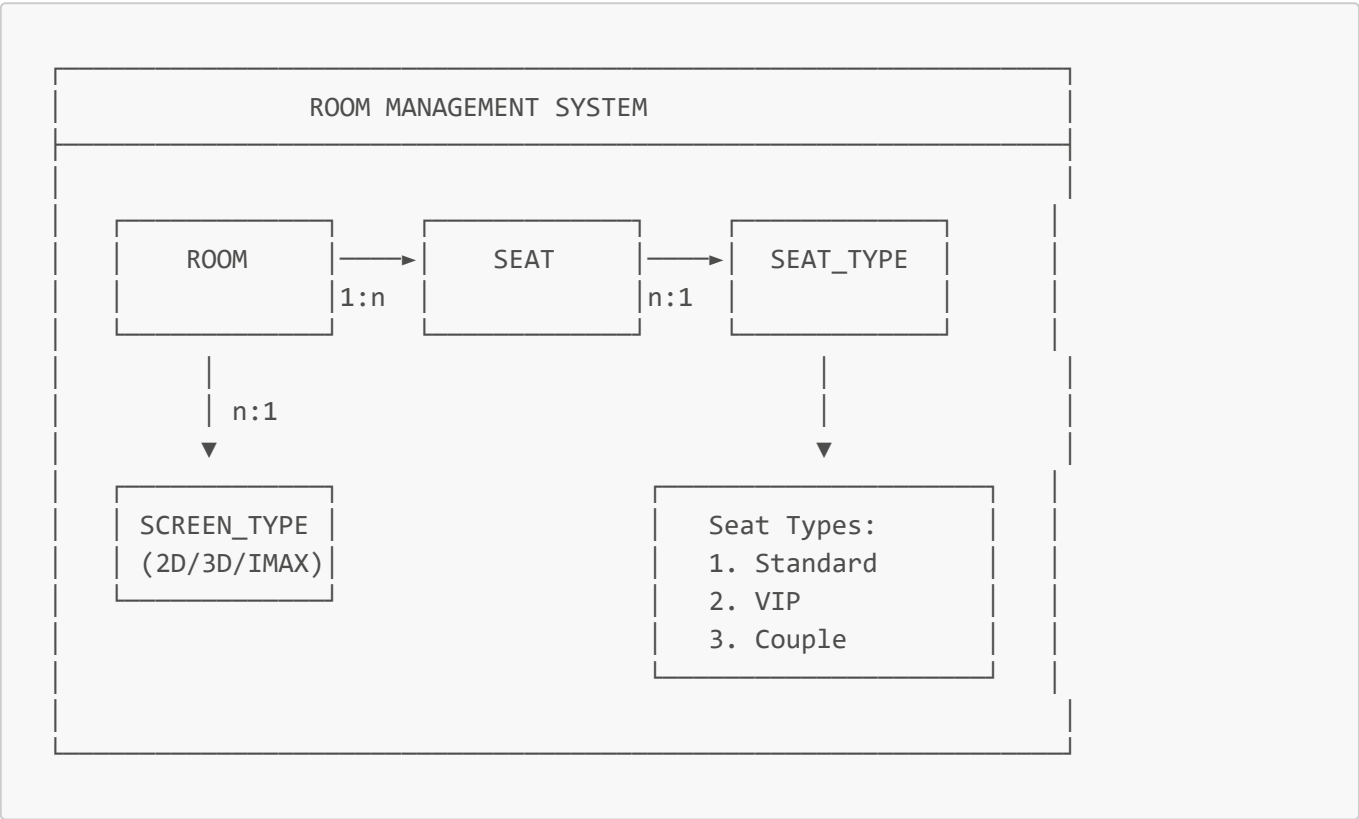 ROOM MANAGEMENT SYSTEM
ROOM SEAT SEAT_TYPE
1:n n:1
n:1
SCREEN_TYPE
(2D/3D/IMAX)
Seat Types:
1. Standard
2. VIP
3. Couple